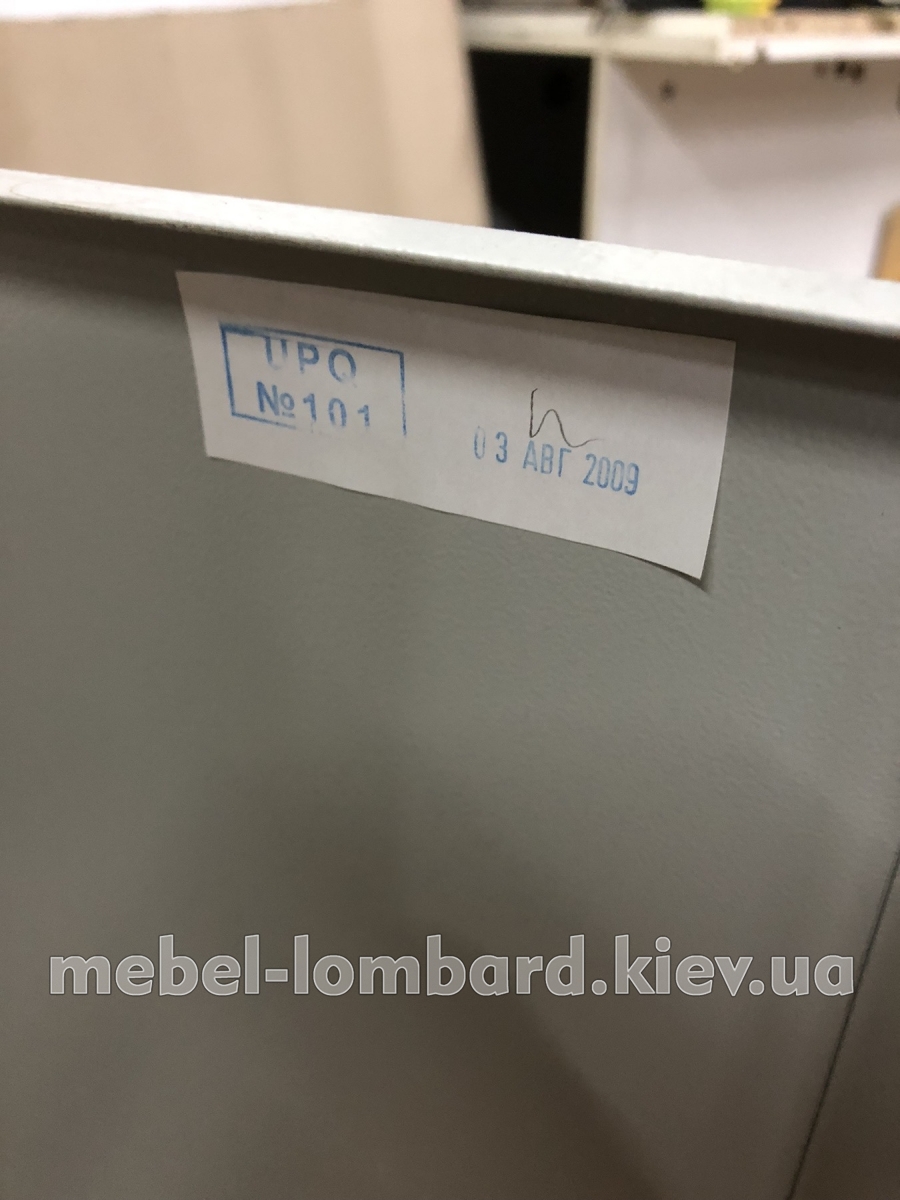 UPQ
№101
03 АВГ 2009
mebel-lombard.kiev.ua